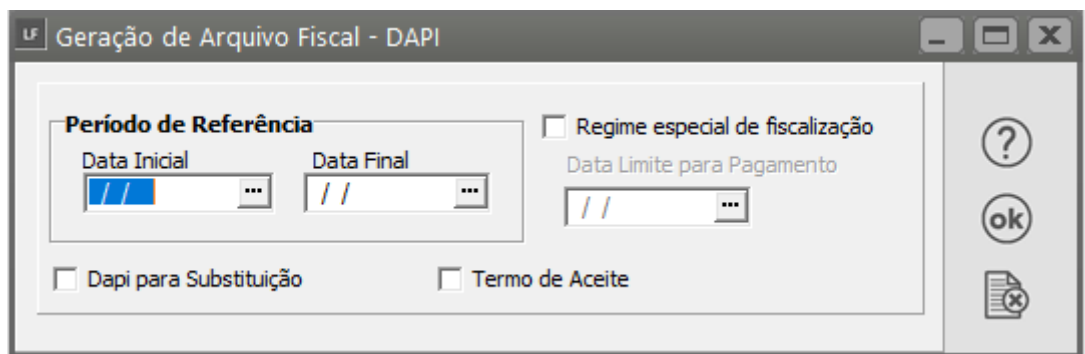 LF Geração de Arquivo Fiscal - DAPI
Período de Referência
Data Inicial
Data Final
/ /
/ /
Regime especial de fiscalização
Data Limite para Pagamento
/ /
Dapi para Substituição
Termo de Aceite
?
ok